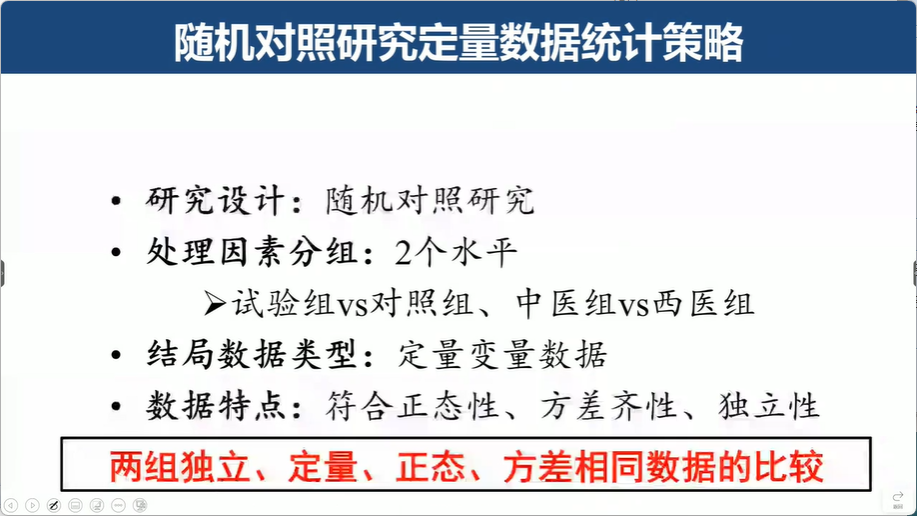 随机对照研究定量数据统计策略
• 研究设计：随机对照研究
• 处理因素分组：2个水平
➢试验组vs对照组、中医组vs西医组
• 结局数据类型：定量变量数据
• 数据特点：符合正态性、方差齐性、独立性
两组独立、定量、正态、方差相同数据的比较